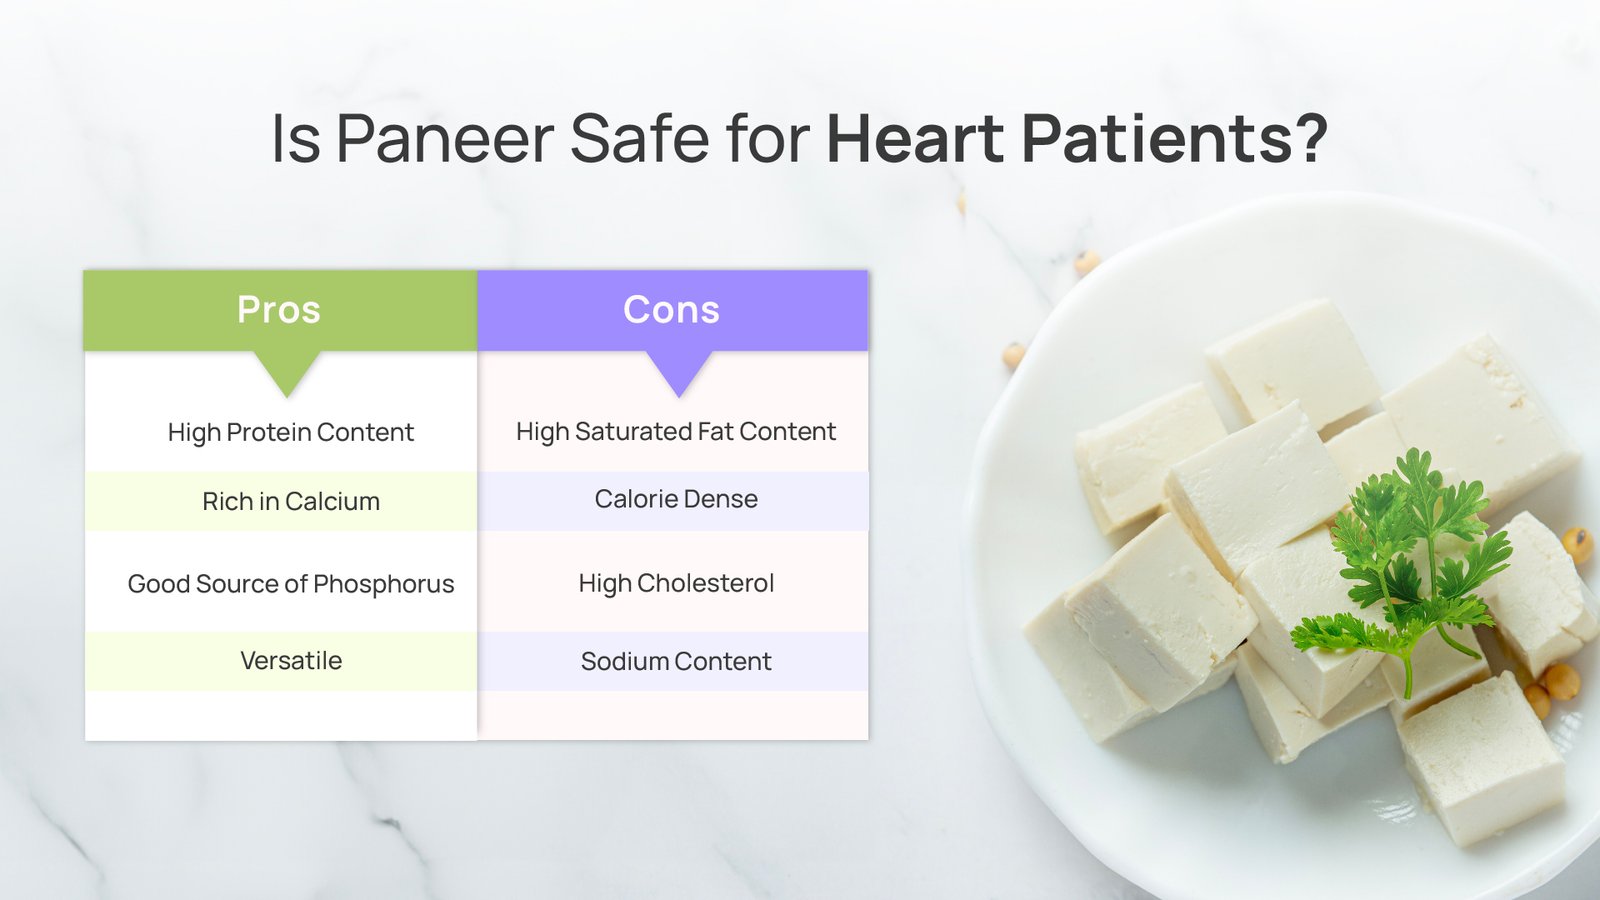 Is Paneer Safe for Heart Patients?
Pros
Cons
High Protein Content
High Saturated Fat Content
Rich in Calcium
Calorie Dense
Good Source of Phosphorus
High Cholesterol
Versatile
Sodium Content